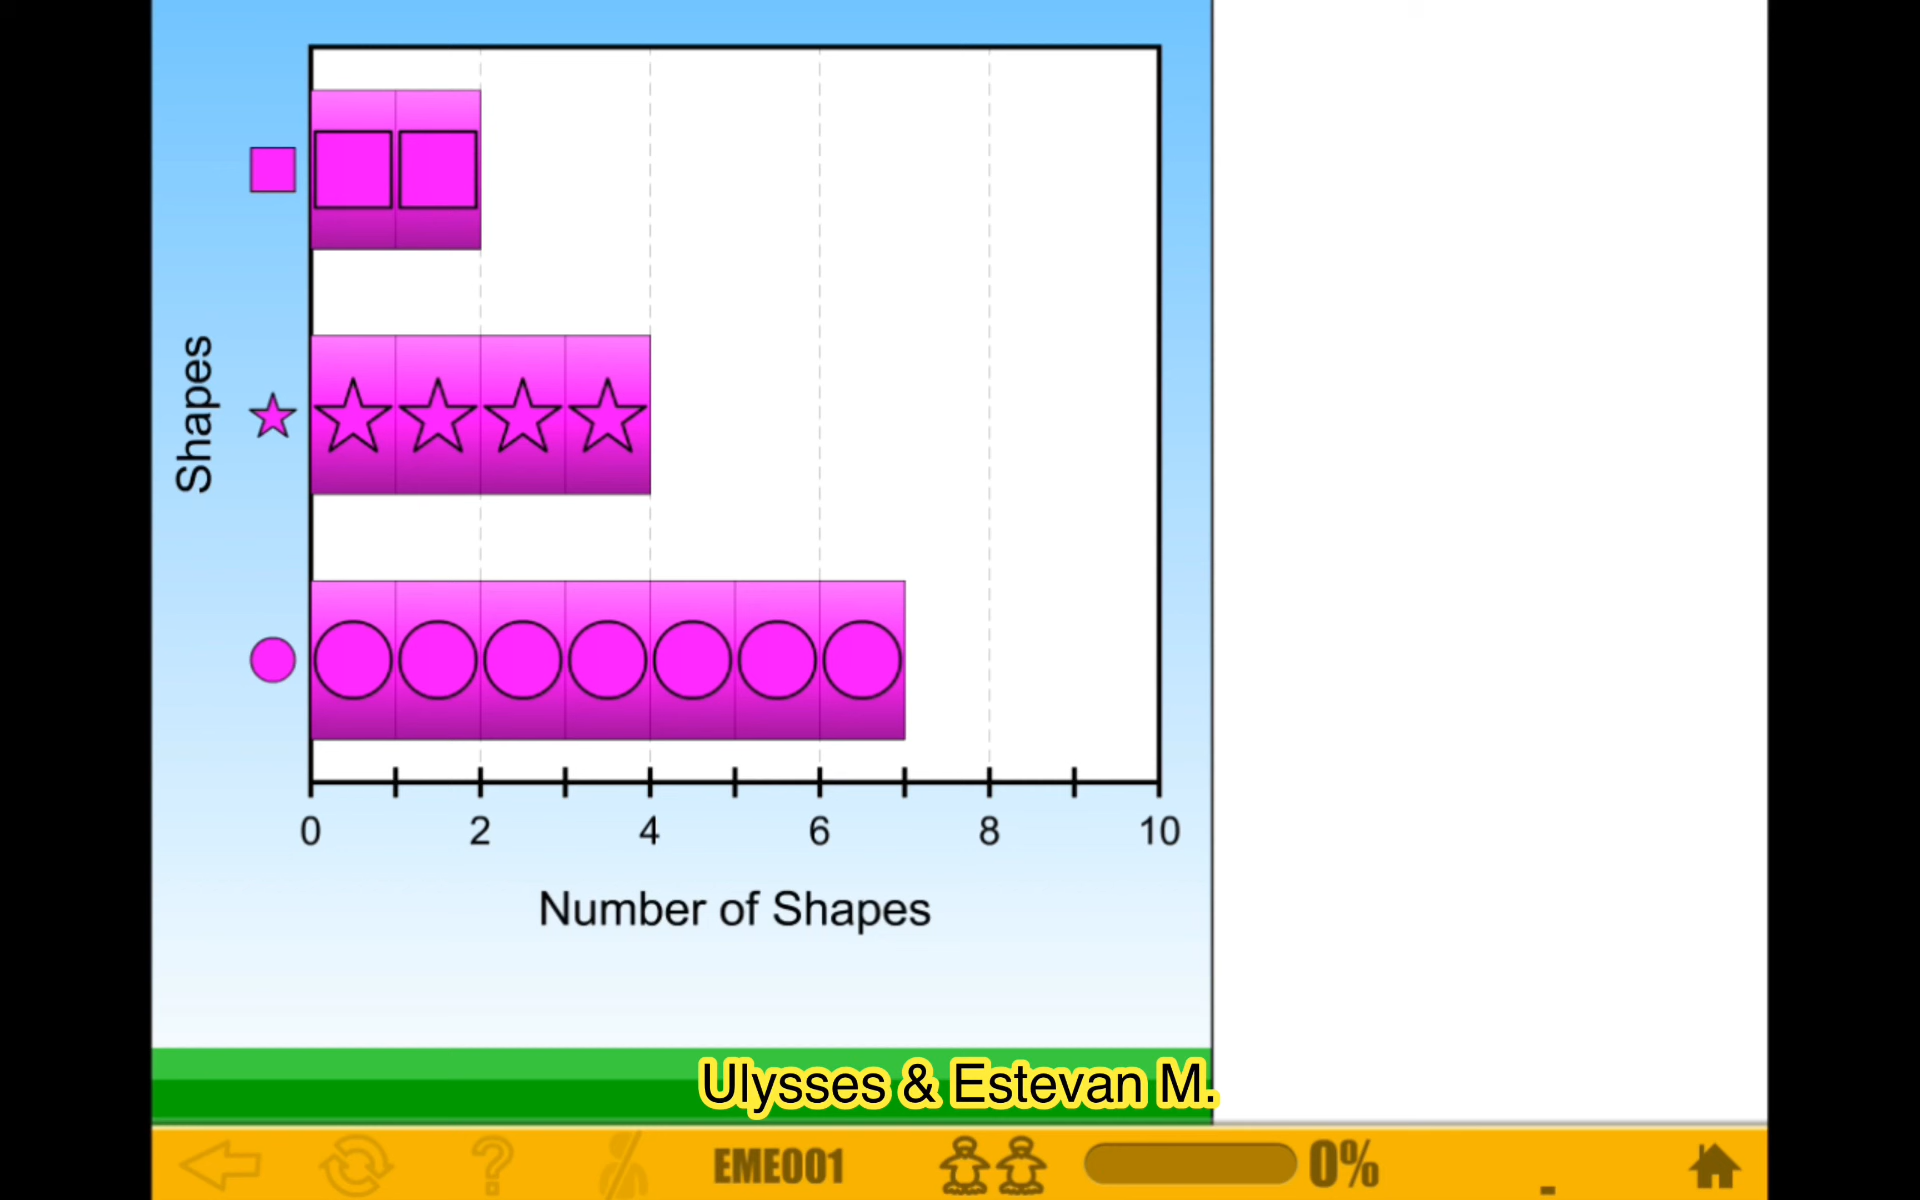 Shapes
0 2 4 6 8 10
Number of Shapes
Ulysses & Estevan M.
EME001 0%